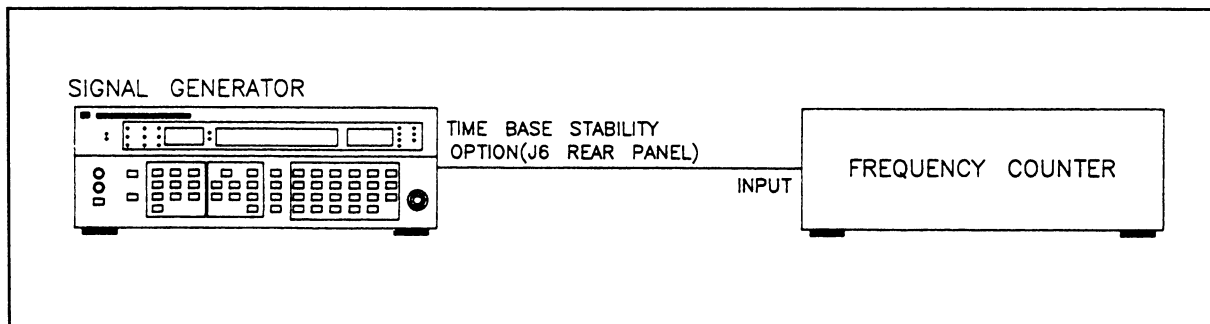 SIGNAL GENERATOR
TIME BASE STABILITY
OPTION(J6 REAR PANEL)
INPUT
FREQUENCY COUNTER